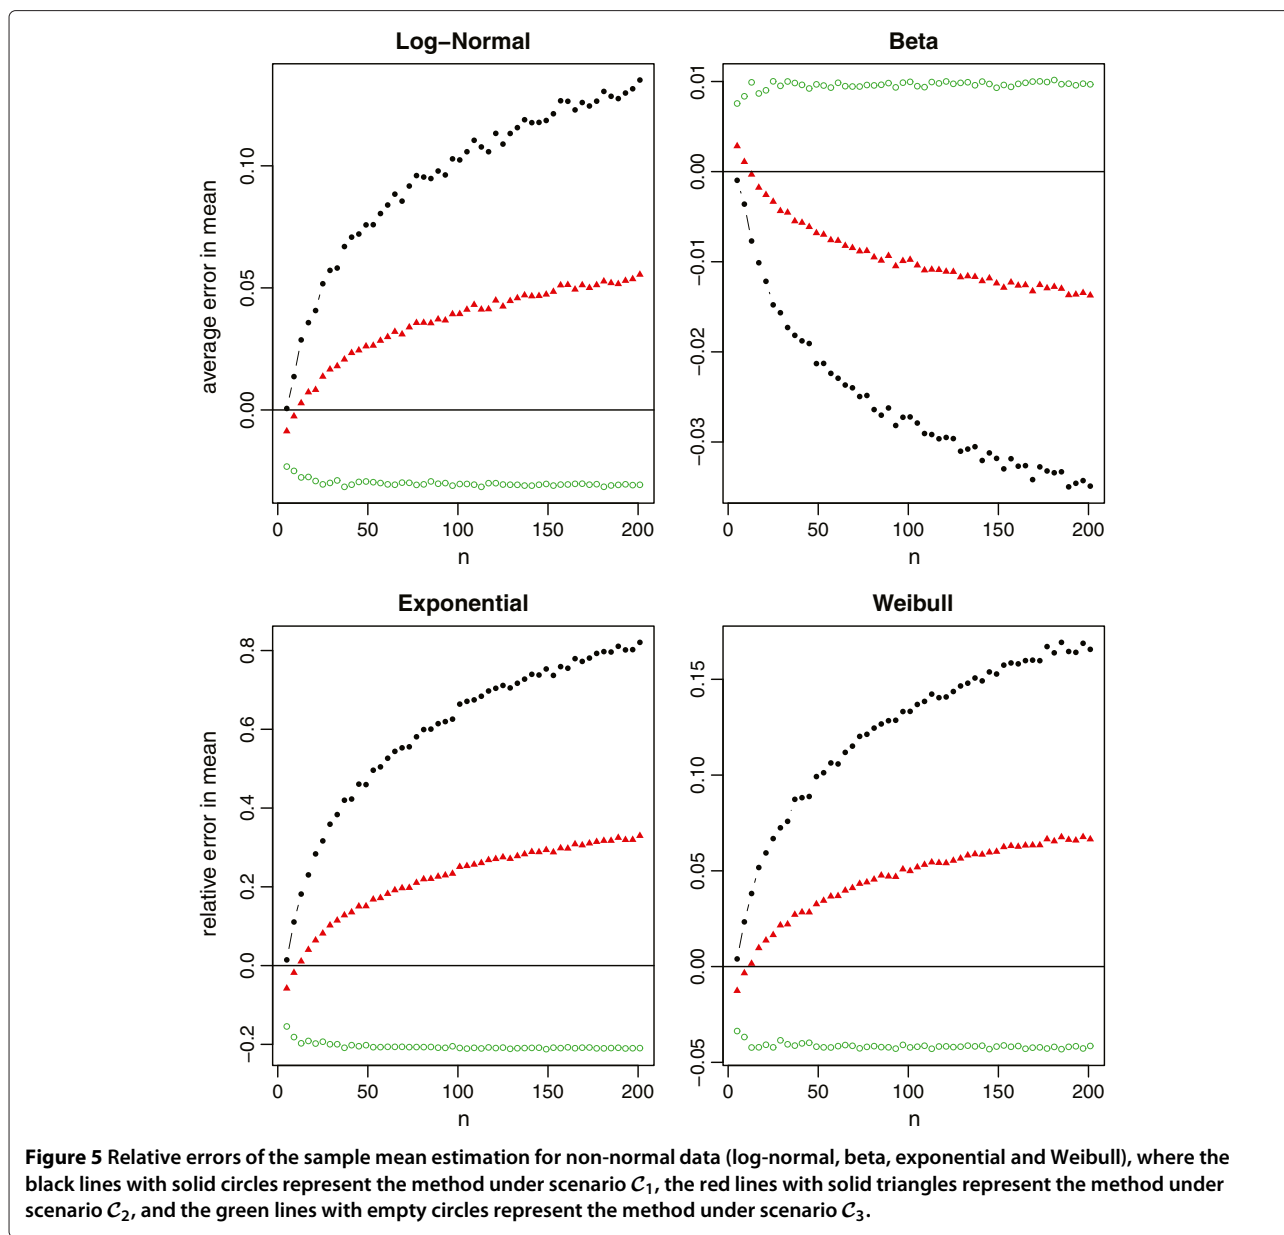 Log–Normal
average error in mean
0.00 0.05 0.10
0 50 100 150 200
n
Beta
−0.03 −0.02 −0.01 0.00 0.01
0 50 100 150 200
n
Exponential
relative error in mean
−0.2 0.0 0.2 0.4 0.6 0.8
0 50 100 150 200
n
Weibull
−0.05 0.00 0.05 0.10 0.15
0 50 100 150 200
n
Figure 5 Relative errors of the sample mean estimation for non-normal data (log-normal, beta, exponential and Weibull), where the
black lines with solid circles represent the method under scenario C1, the red lines with solid triangles represent the method under
scenario C2, and the green lines with empty circles represent the method under scenario C3.